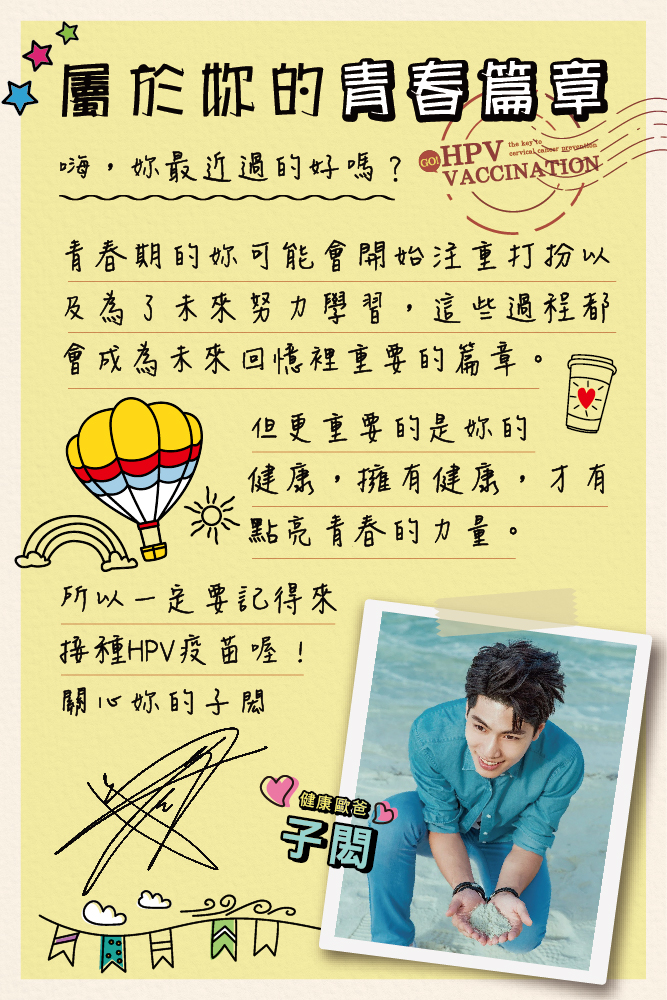 屬於妳的青春篇章
GO!
HPV
the key to
cervical cancer prevention
VACCINATION
嗨，妳最近過的好嗎？
青春期的妳可能會開始注重打扮以
及為了未來努力學習，這些過程都
會成為未來回憶裡重要的篇章。
但更重要的是妳的
健康，擁有健康，才有
點亮青春的力量。
所以一定要記得來
接種HPV疫苗喔！
關心妳的子閎
健康歐爸
子閎